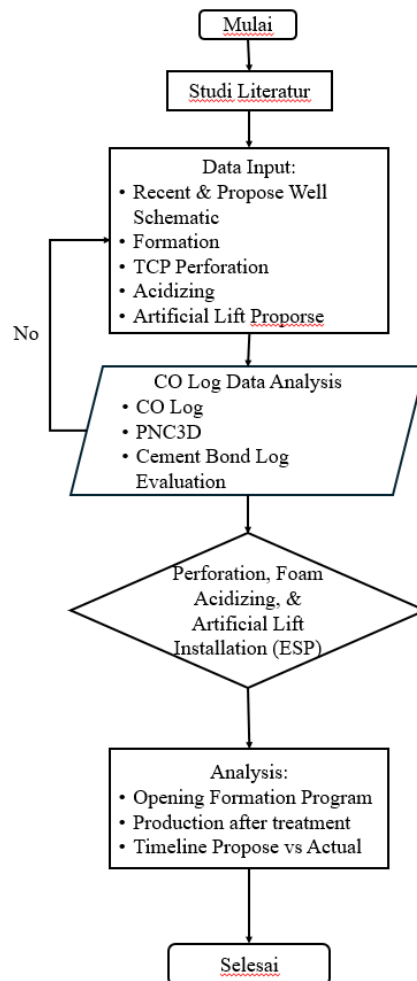 Mulai
Studi Literatur
Data Input:
• Recent & Propose Well
Schematic
• Formation
• TCP Perforation
• Acidizing
• Artificial Lift Proporse
No
CO Log Data Analysis
• CO Log
• PNC3D
• Cement Bond Log
Evaluation
Perforation, Foam
Acidizing, &
Artificial Lift
Installation (ESP)
Analysis:
• Opening Formation Program
• Production after treatment
• Timeline Propose vs Actual
Selesai